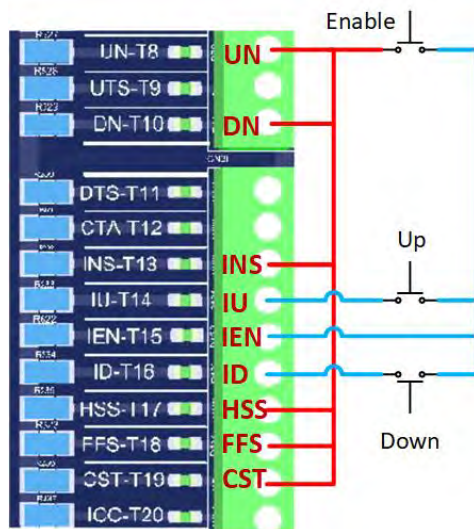 Enable
UN-T8 UN
R528
UTS-T9
DN-T10 DN
DTS-T11
CTA-T12
INS-T13 INS
Up
IU-T14 IU
IEN-T15 IEN
ID-T16 ID
HSS-T17 HSS
Down
FFS-T18 FFS
CST-T19 CST
ICC-T20